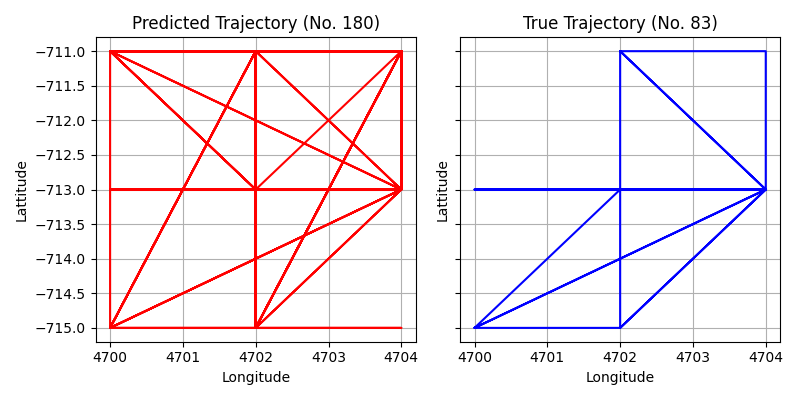 Predicted Trajectory (No. 180)
True Trajectory (No. 83)
Lattitude
−711.0
−711.5
−712.0
−712.5
−713.0
−713.5
−714.0
−714.5
−715.0
4700 4701 4702 4703 4704
Longitude
Lattitude
4700 4701 4702 4703 4704
Longitude